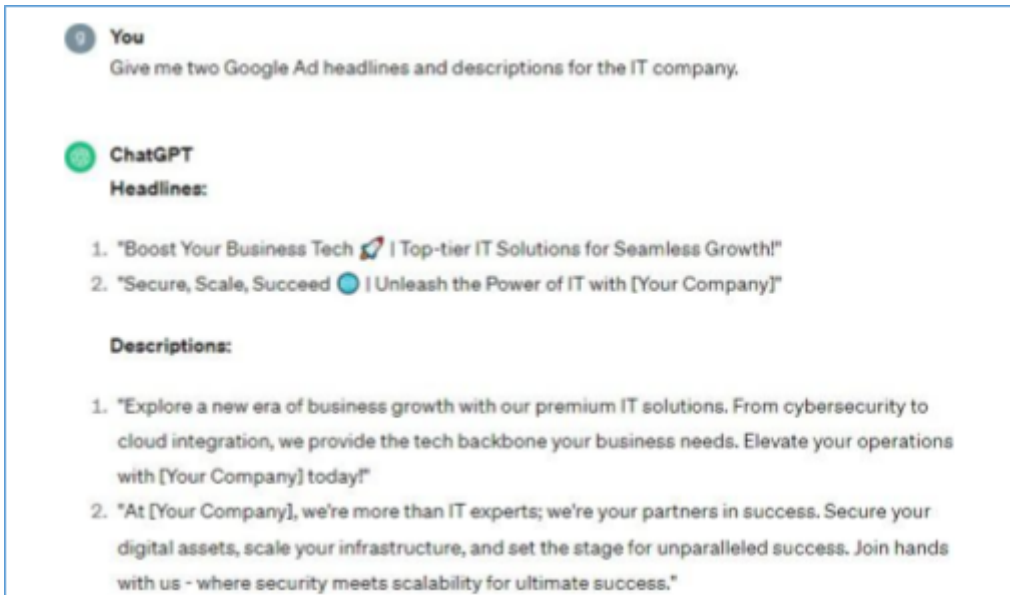 9 You
Give me two Google Ad headlines and descriptions for the IT company.
ChatGPT
Headlines:
1. "Boost Your Business Tech 🚀 | Top-tier IT Solutions for Seamless Growth!"
2. "Secure, Scale, Succeed 🔵 | Unleash the Power of IT with [Your Company]"
Descriptions:
1. "Explore a new era of business growth with our premium IT solutions. From cybersecurity to
cloud integration, we provide the tech backbone your business needs. Elevate your operations
with [Your Company] today!"
2. "At [Your Company], we're more than IT experts; we're your partners in success. Secure your
digital assets, scale your infrastructure, and set the stage for unparalleled success. Join hands
with us - where security meets scalability for ultimate success."